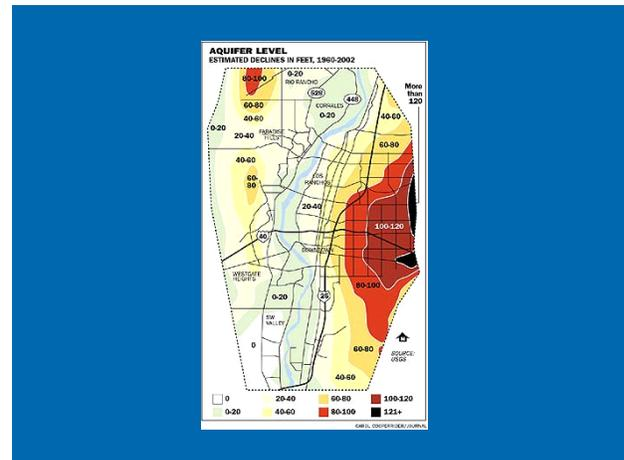 AQUIFER LEVEL
ESTIMATED DECLINES IN FEET, 1960-2002
80-100
0-20
RIO RANCHO
528
448
More
than
120
60-80
CORRALES
0-20
40-60
40-60
0-20
20-40
PARADISE
HILLS
60-80
40-60
LOS
RANCHOS
60-
80
20-40
100-120
40
DOWNTOWN
WESTGATE
HEIGHTS
80-100
0-20
25
SW
VALLEY
0
60-80
SOURCE:
USGS
40-60
0 20-40 60-80 100-120
0-20 40-60 80-100 121+
CAROL COOPERRIDER/JOURNAL